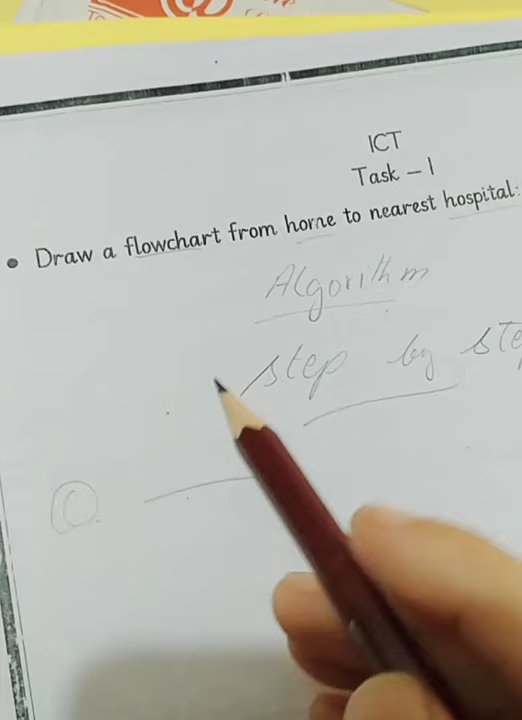 ICT
Task - 1
• Draw a flowchart from home to nearest hospital:
Algorithm
step by